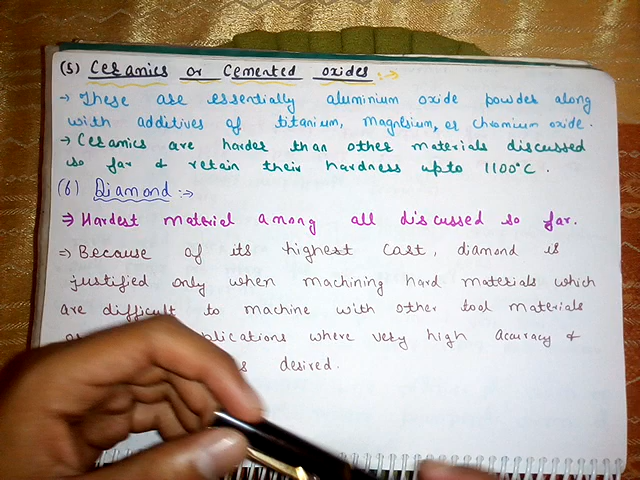 (5) Ceramics or Cemented oxides :→
→ These are essentially aluminium oxide powder along
with additives of titanium, magnesium, or chromium oxide.
→ Ceramics are harder than other materials discussed
so far & retain their hardness upto 1100°C.
(6) Diamond :→
⇒ Hardest material among all discussed so far.
⇒ Because of its highest cost, diamond is
justified only when machining hard materials which
are difficult to machine with other tool materials
where very high accuracy &
desired.